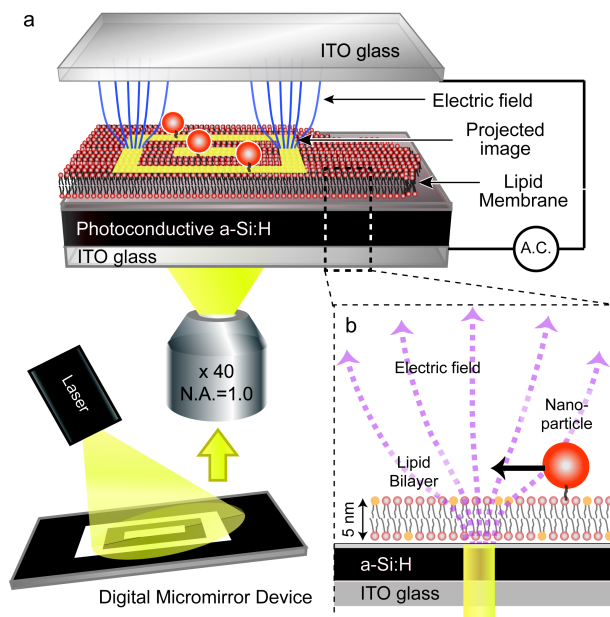 a
ITO glass
Electric field
Projected
image
Lipid
Membrane
Photoconductive a-Si:H
ITO glass
A.C.
x 40
N.A.=1.0
Laser
Digital Micromirror Device
b
Electric field
Nano-
particle
Lipid
Bilayer
5 nm
a-Si:H
ITO glass